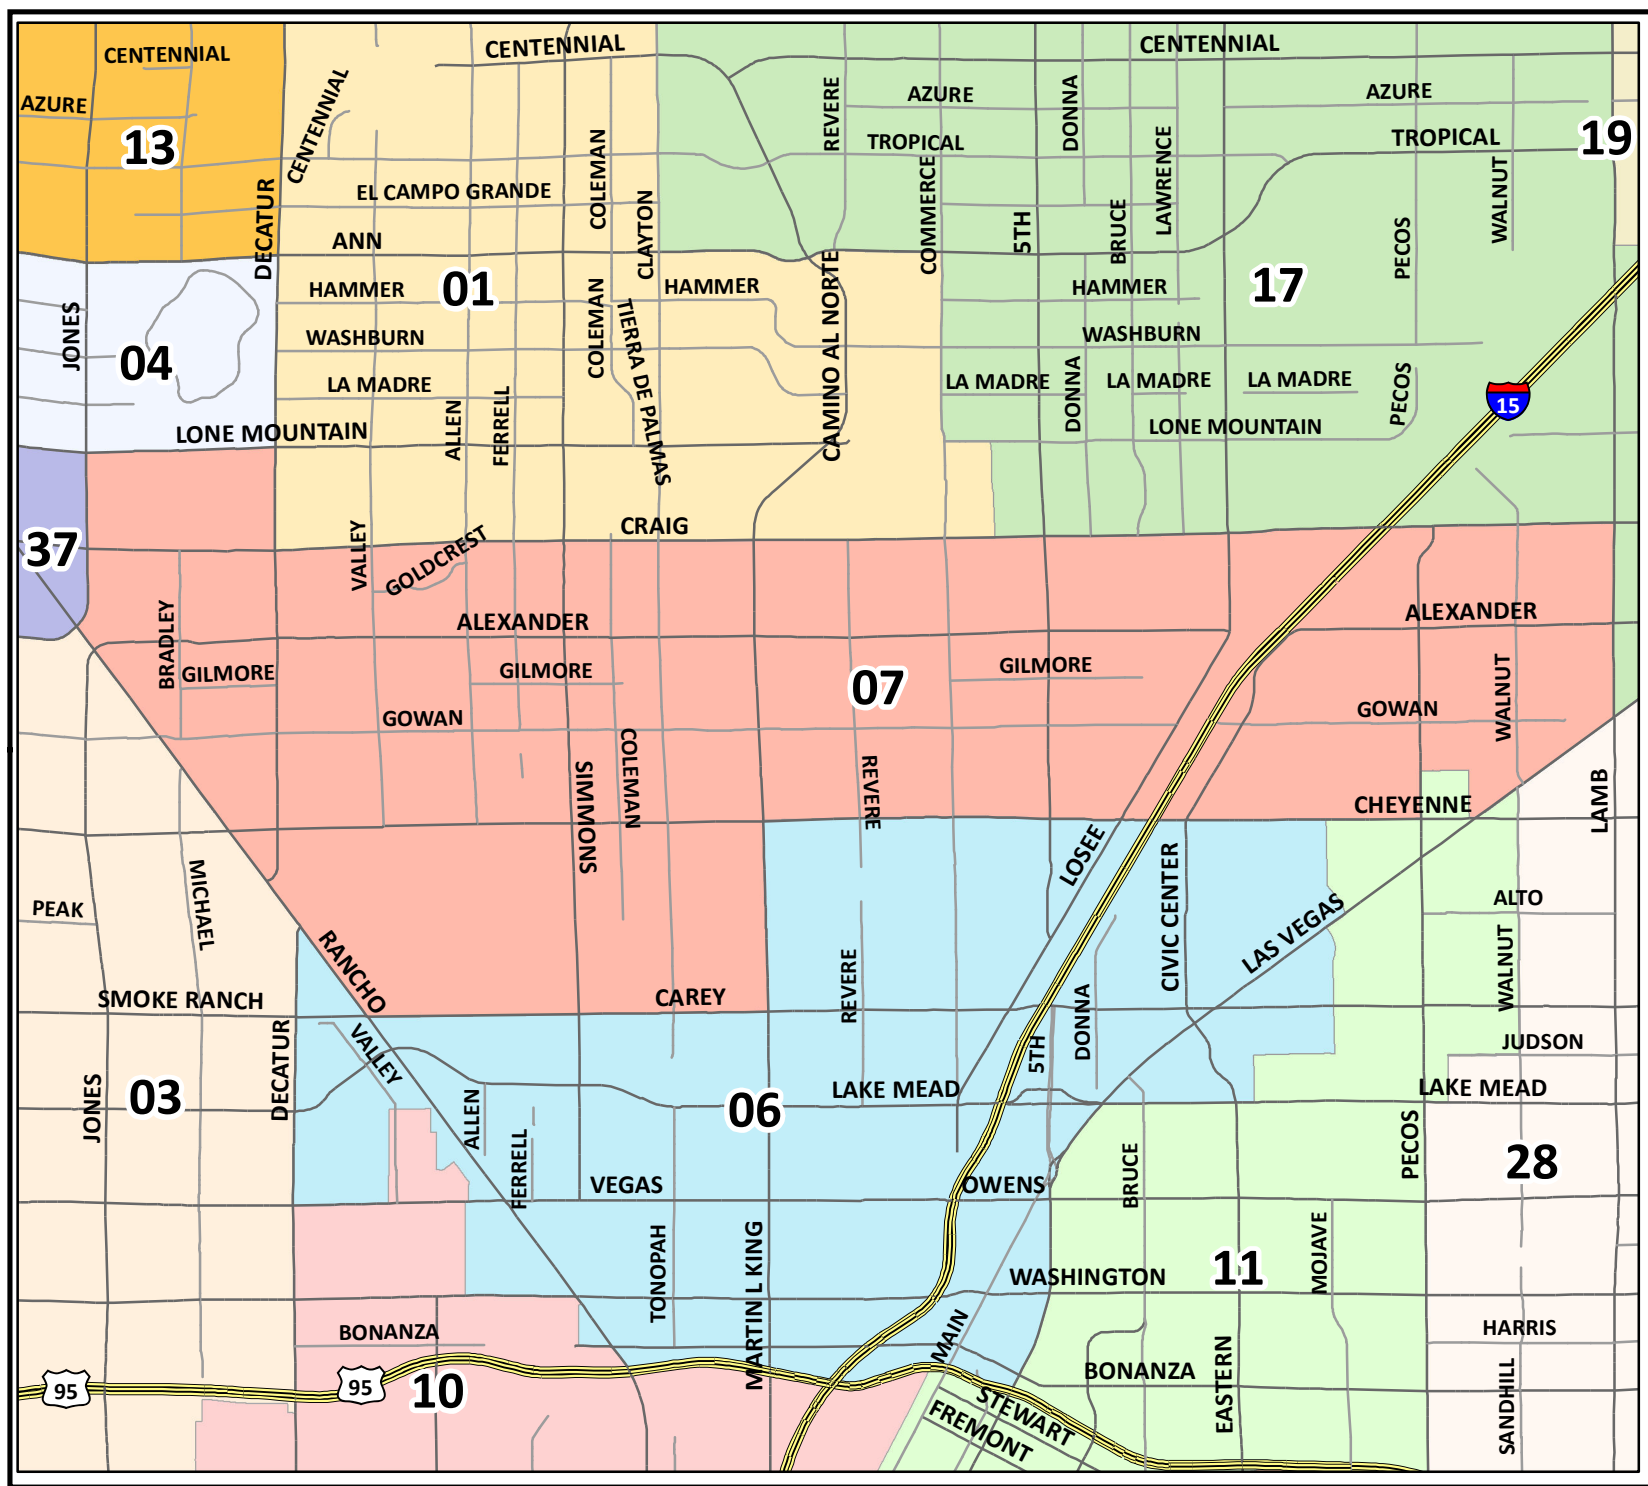 CENTENNIAL
CENTENNIAL
CENTENNIAL
AZURE
CENTENNIAL
REVERE
AZURE
DONNA
AZURE
13
COLEMAN
TROPICAL
LAWRENCE
TROPICAL
19
DECATUR
EL CAMPO GRANDE
CLAYTON
COMMERCE
5TH
BRUCE
PECOS
WALNUT
ANN
HAMMER
01
HAMMER
HAMMER
17
JONES
WASHBURN
COLEMAN
TIERRA DE PALMAS
CAMINO AL NORTE
WASHBURN
04
LA MADRE
LA MADRE
DONNA
LA MADRE
LA MADRE
PECOS
15
LONE MOUNTAIN
ALLEN
FERRELL
LONE MOUNTAIN
37
VALLEY
GOLDCREST
CRAIG
BRADLEY
ALEXANDER
ALEXANDER
GILMORE
GILMORE
07
GILMORE
WALNUT
GOWAN
GOWAN
SIMMONS
COLEMAN
REVERE
CHEYENNE
LAMB
MICHAEL
LOSEE
CIVIC CENTER
PEAK
ALTO
RANCHO
LAS VEGAS
WALNUT
SMOKE RANCH
CAREY
REVERE
DECATUR
VALLEY
5TH
DONNA
JUDSON
JONES
03
ALLEN
06
LAKE MEAD
LAKE MEAD
FERRELL
VEGAS
OWENS
BRUCE
PECOS
28
TONOPAH
MARTIN L KING
WASHINGTON
11
MOJAVE
BONANZA
MAIN
HARRIS
95
95
10
BONANZA
EASTERN
SANDHILL
STEWART
FREMONT